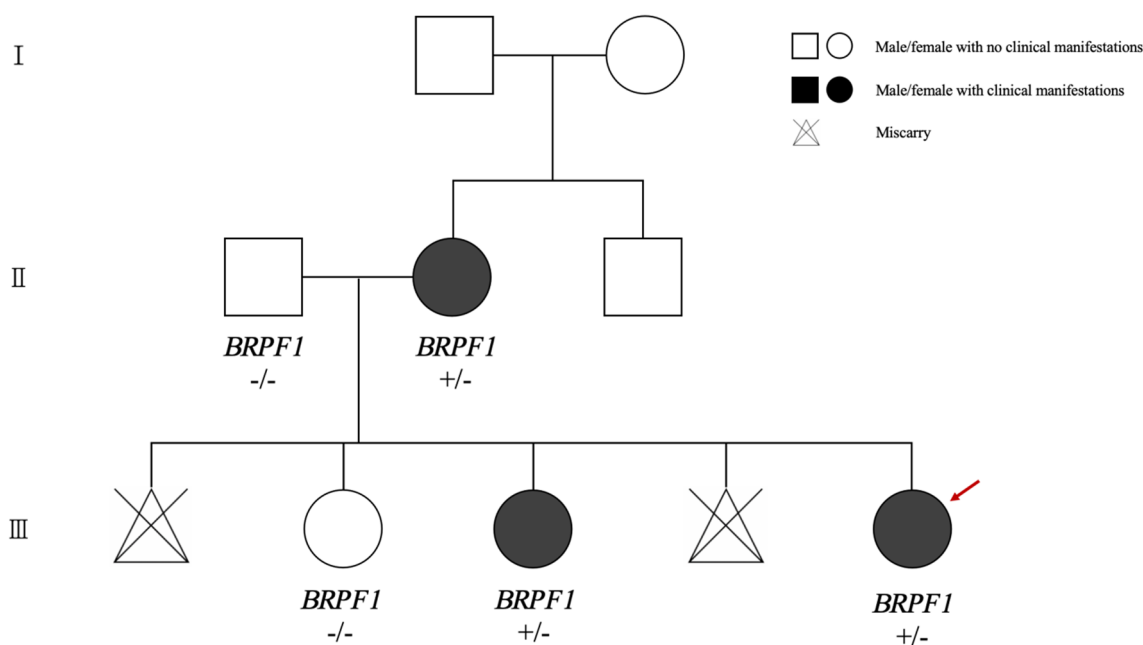 I
Male/female with no clinical manifestations
Male/female with clinical manifestations
Miscarry
II
BRPF1 BRPF1
-/- +/-
III
BRPF1 BRPF1 BRPF1
-/- +/- +/-